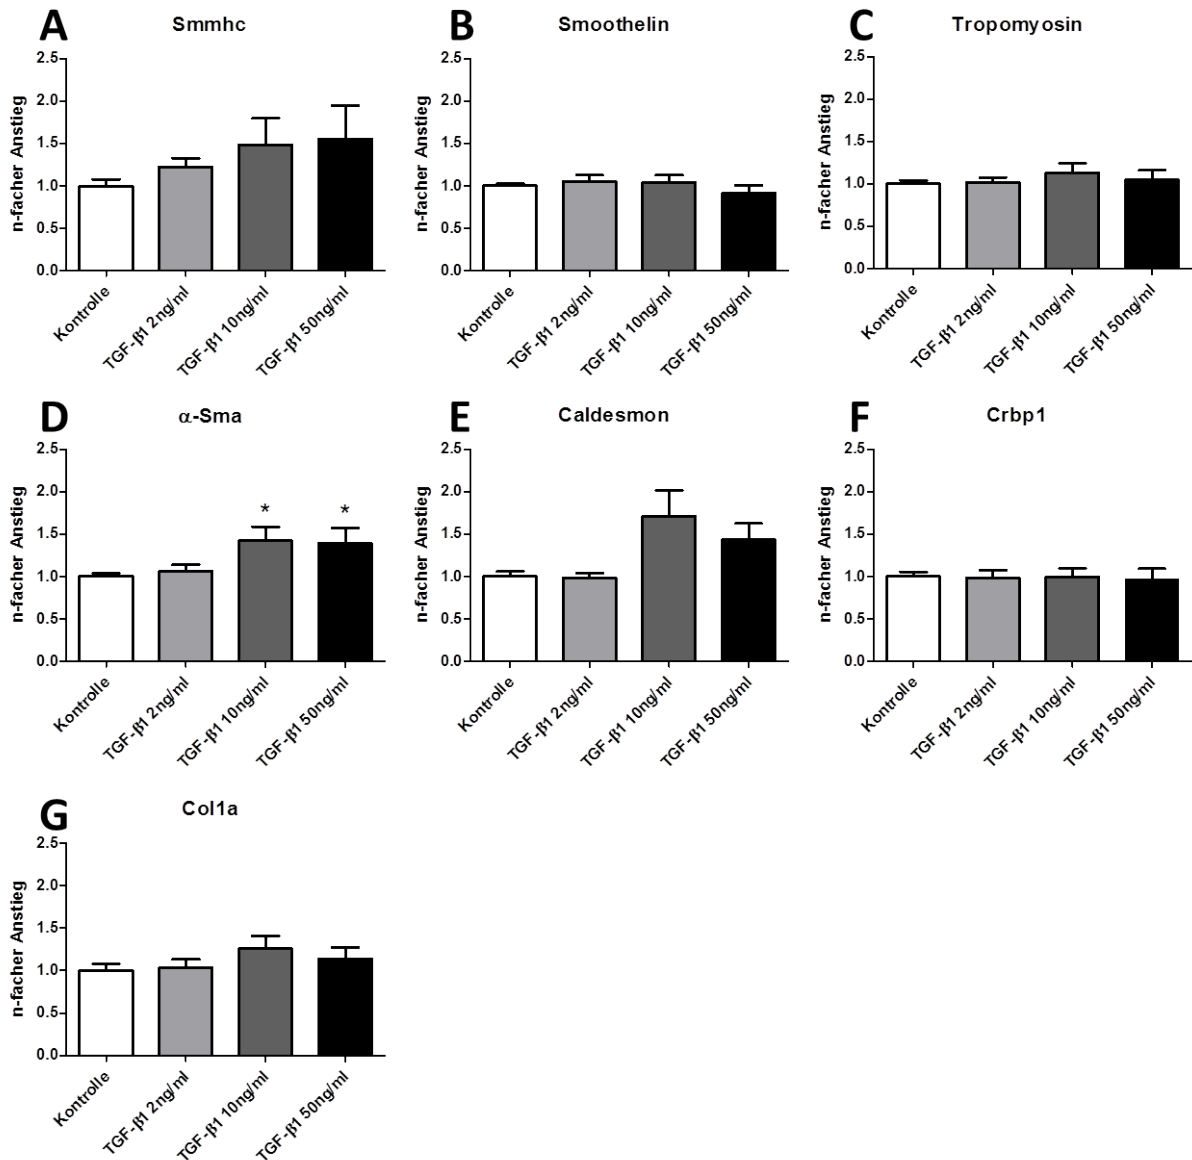 A
Smmhc
n-facher Anstieg
2.5
2.0
1.5
1.0
0.5
0.0
Kontrolle
TGF-β1 2ng/ml
TGF-β1 10ng/ml
TGF-β1 50ng/ml
B
Smoothelin
n-facher Anstieg
2.5
2.0
1.5
1.0
0.5
0.0
Kontrolle
TGF-β1 2ng/ml
TGF-β1 10ng/ml
TGF-β1 50ng/ml
C
Tropomyosin
n-facher Anstieg
2.5
2.0
1.5
1.0
0.5
0.0
Kontrolle
TGF-β1 2ng/ml
TGF-β1 10ng/ml
TGF-β1 50ng/ml
D
α-Sma
n-facher Anstieg
2.5
2.0
1.5
1.0
0.5
0.0
* *
Kontrolle
TGF-β1 2ng/ml
TGF-β1 10ng/ml
TGF-β1 50ng/ml
E
Caldesmon
n-facher Anstieg
2.5
2.0
1.5
1.0
0.5
0.0
Kontrolle
TGF-β1 2ng/ml
TGF-β1 10ng/ml
TGF-β1 50ng/ml
F
Crbp1
n-facher Anstieg
2.5
2.0
1.5
1.0
0.5
0.0
Kontrolle
TGF-β1 2ng/ml
TGF-β1 10ng/ml
TGF-β1 50ng/ml
G
Col1a
n-facher Anstieg
2.5
2.0
1.5
1.0
0.5
0.0
Kontrolle
TGF-β1 2ng/ml
TGF-β1 10ng/ml
TGF-β1 50ng/ml